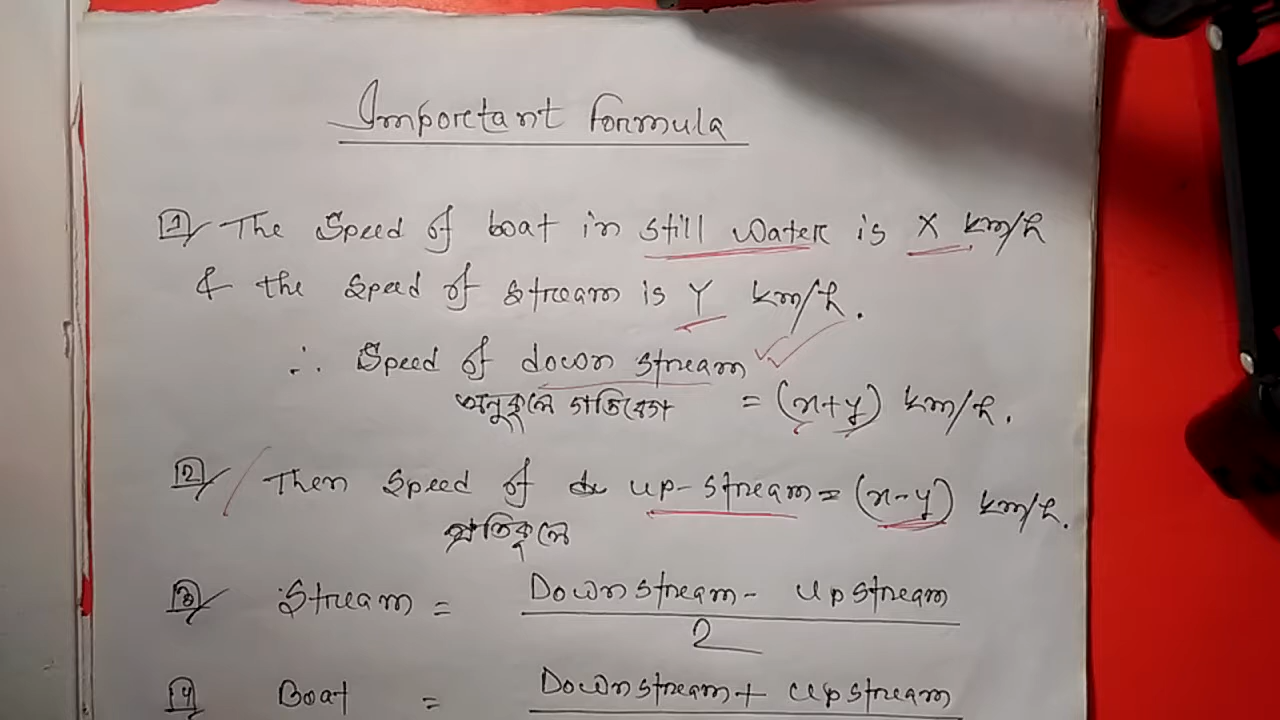 Important Formula
1/ The Speed of boat in still water is X km/h
& the speed of stream is Y km/h.
∴ Speed of down stream
অনুকূলে গতিবেগ = (x+y) km/h.
2/ Then speed of up-stream = (x-y) km/h.
প্রতিকূলে
3/ Stream = Downstream - upstream
2
4/ Boat = Downstream + upstream